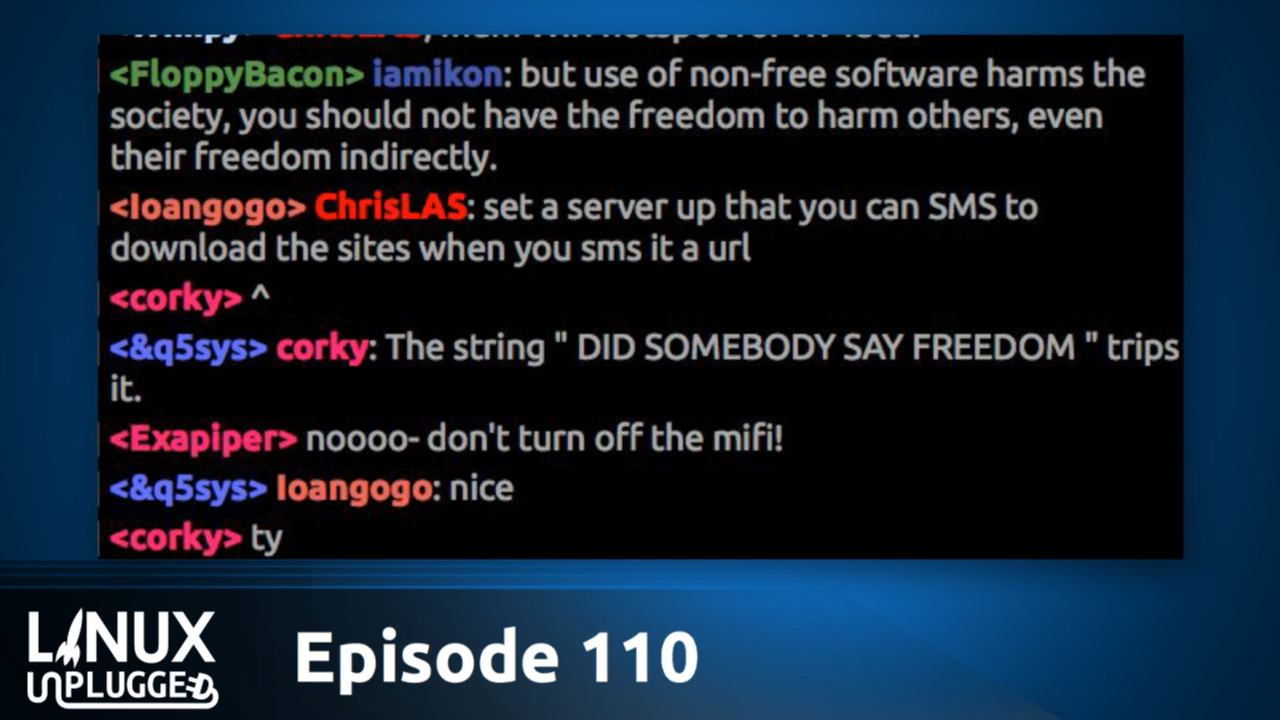 <FloppyBacon> iamikon: but use of non-free software harms the
society, you should not have the freedom to harm others, even
their freedom indirectly.
<Ioangogo> ChrisLAS: set a server up that you can SMS to
download the sites when you sms it a url
<corky> ^
<&q5sys> corky: The string " DID SOMEBODY SAY FREEDOM " trips
it.
<Exapiper> noooo- don't turn off the mifi!
<&q5sys> Ioangogo: nice
<corky> ty
LINUX
UNPLUGGED
Episode 110